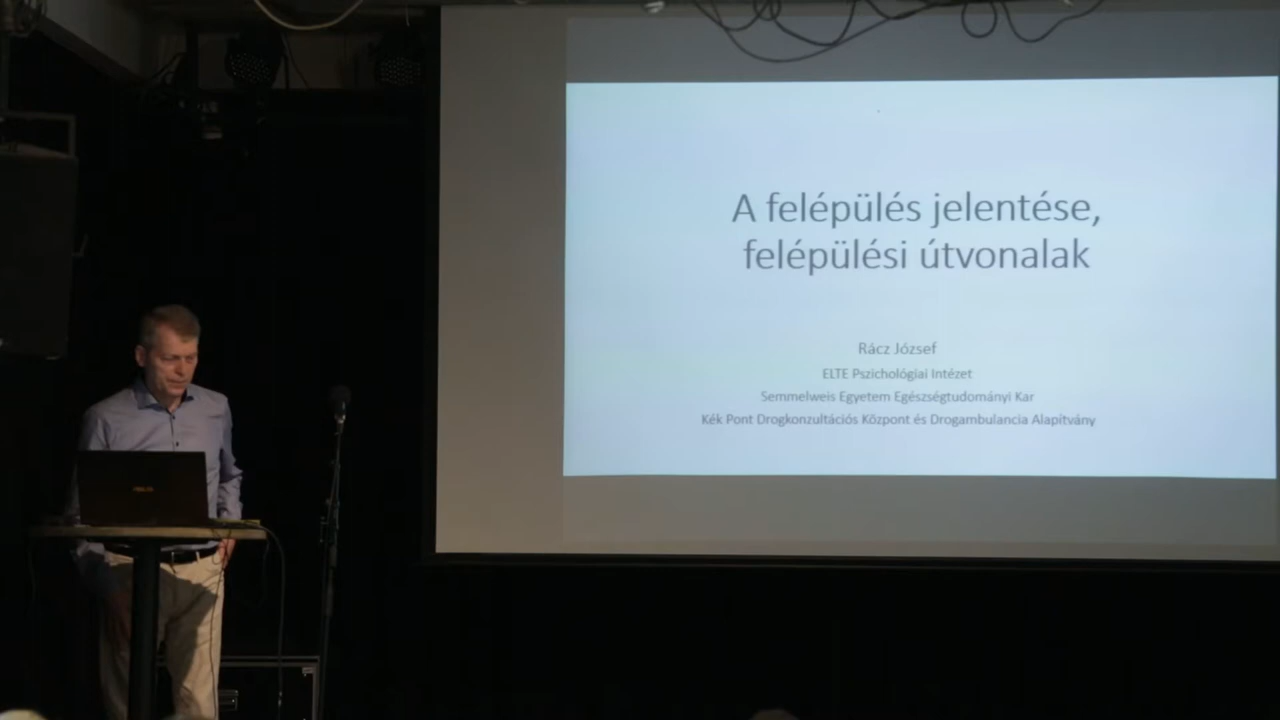 A felépülés jelentése,
felépülési útvonalak
Rácz József
ELTE Pszichológiai Intézet
Semmelweis Egyetem Egészségtudományi Kar
Kék Pont Drogkonzultációs Központ és Drogambulancia Alapítvány